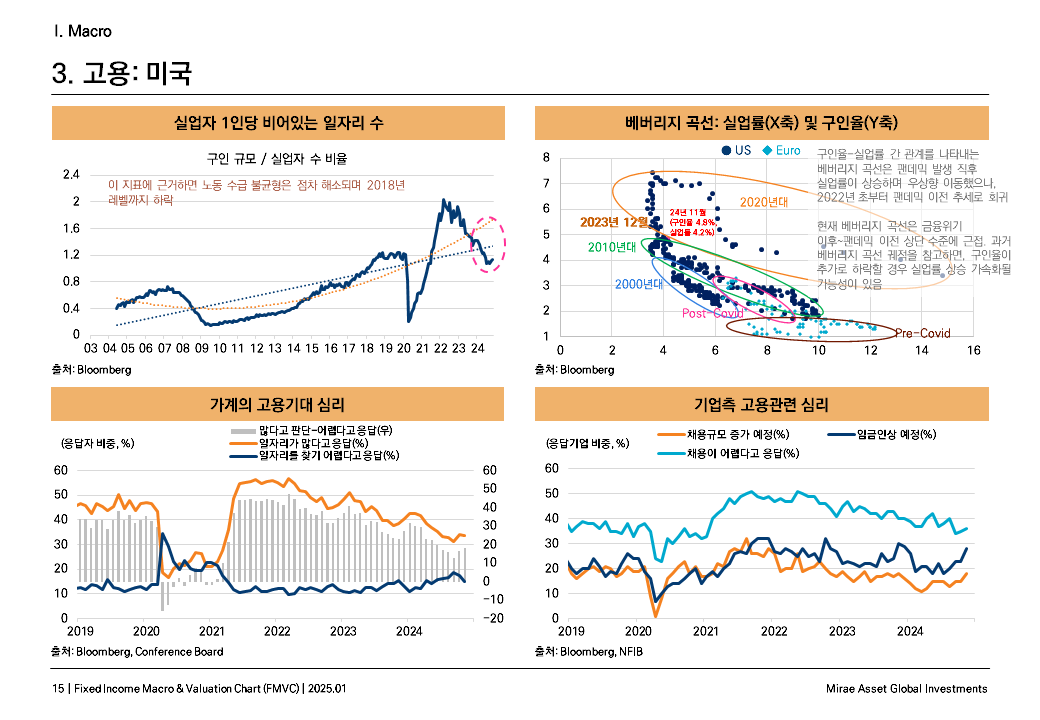 I. Macro
3. 고용: 미국
실업자 1인당 비어있는 일자리 수
구인 규모 / 실업자 수 비율
이 지표에 근거하면 노동 수급 불균형은 점차 해소되며 2018년
레벨까지 하락
2.4
2
1.6
1.2
0.8
0.4
0
03 04 05 06 07 08 09 10 11 12 13 14 15 16 17 18 19 20 21 22 23 24
출처: Bloomberg
베버리지 곡선: 실업률(X축) 및 구인율(Y축)
US Euro
구인율-실업률 간 관계를 나타내는
베버리지 곡선은 팬데믹 발생 직후
실업률이 상승하며 우상향 이동했으나,
2022년 초부터 팬데믹 이전 추세로 회귀
현재 베버리지 곡선은 금융위기
이후~팬데믹 이전 상단 수준에 근접. 과거
베버리지 곡선 궤적을 참고하면, 구인율이
추가로 하락할 경우 실업률 상승 가속화될
가능성이 있음
8
7
6
5
4
3
2
1
2020년대
24년 11월
(구인율 4.8%,
실업률 4.2%)
2023년 12월
2010년대
2000년대
Post-Covid
Pre-Covid
0 2 4 6 8 10 12 14 16
출처: Bloomberg
가계의 고용기대 심리
(응답자 비중, %)
많다고 판단-어렵다고응답(우)
일자리가 많다고응답(%)
일자리를 찾기 어렵다고응답(%)
60
50
40
30
20
10
0
60
50
40
30
20
10
0
-10
-20
2019 2020 2021 2022 2023 2024
출처: Bloomberg, Conference Board
기업측 고용관련 심리
(응답기업 비중, %)
채용규모 증가 예정(%) 임금인상 예정(%)
채용이 어렵다고 응답(%)
60
50
40
30
20
10
0
2019 2020 2021 2022 2023 2024
출처: Bloomberg, NFIB
15 | Fixed Income Macro & Valuation Chart (FMVC) | 2025.01
Mirae Asset Global Investments